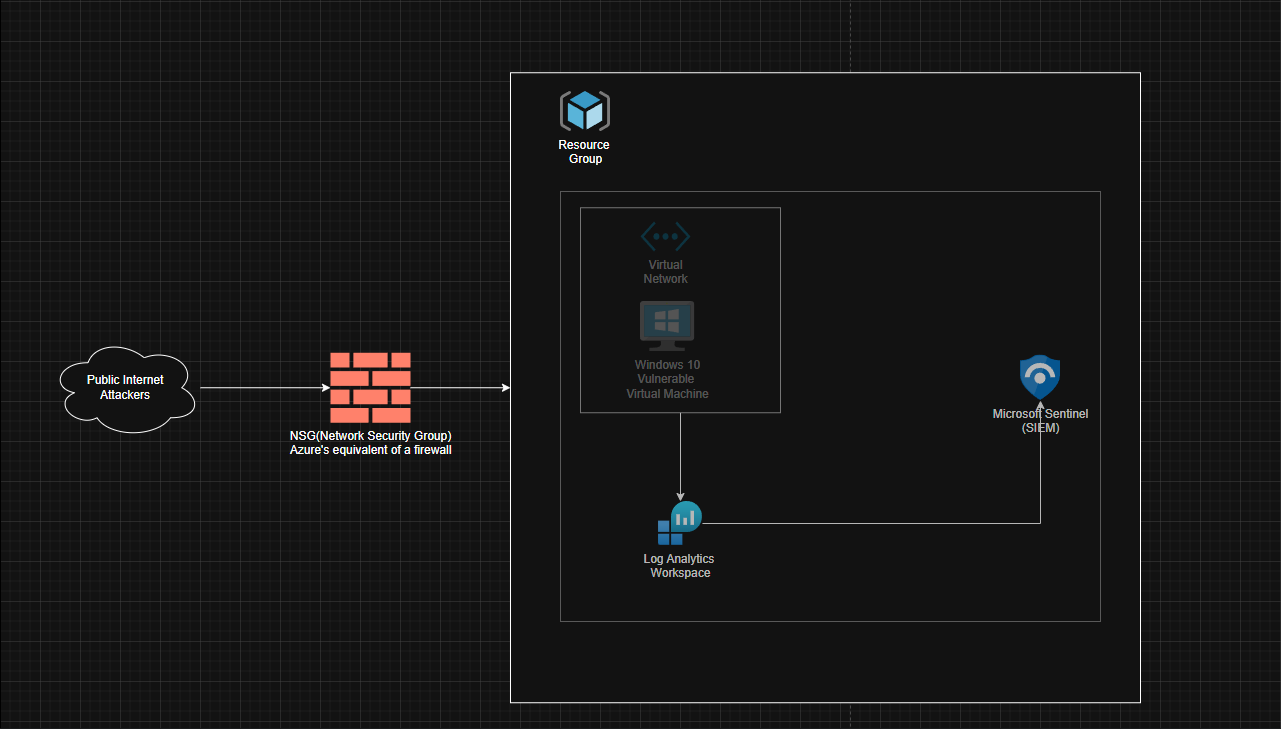 Resource
Group
Virtual
Network
Windows 10
Vulnerable
Virtual Machine
Public Internet
Attackers
NSG(Network Security Group)
Azure's equivalent of a firewall
Microsoft Sentinel
(SIEM)
Log Analytics
Workspace